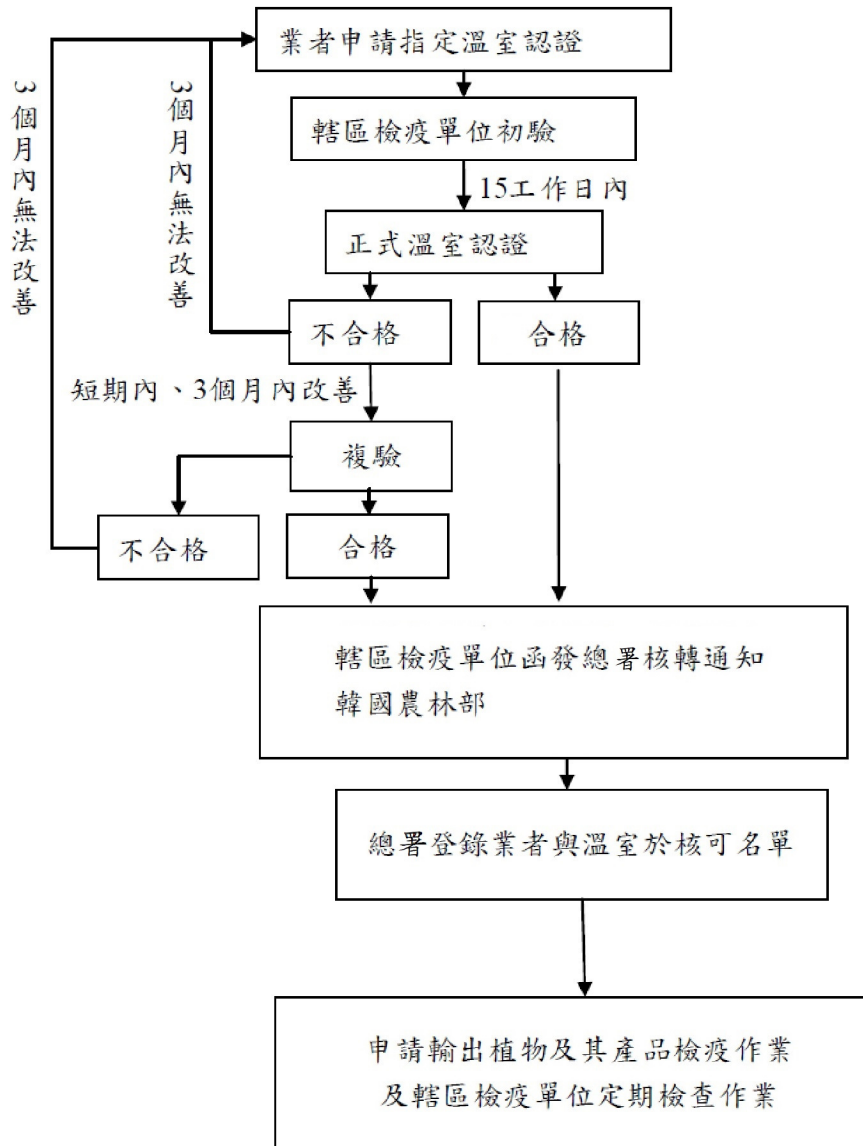 業者申請指定溫室認證
轄區檢疫單位初驗
15工作日內
正式溫室認證
3個月內無法改善
3個月內無法改善
不合格
合格
短期內、3個月內改善
複驗
不合格
合格
轄區檢疫單位函發總署核轉通知
韓國農林部
總署登錄業者與溫室於核可名單
申請輸出植物及其產品檢疫作業
及轄區檢疫單位定期檢查作業